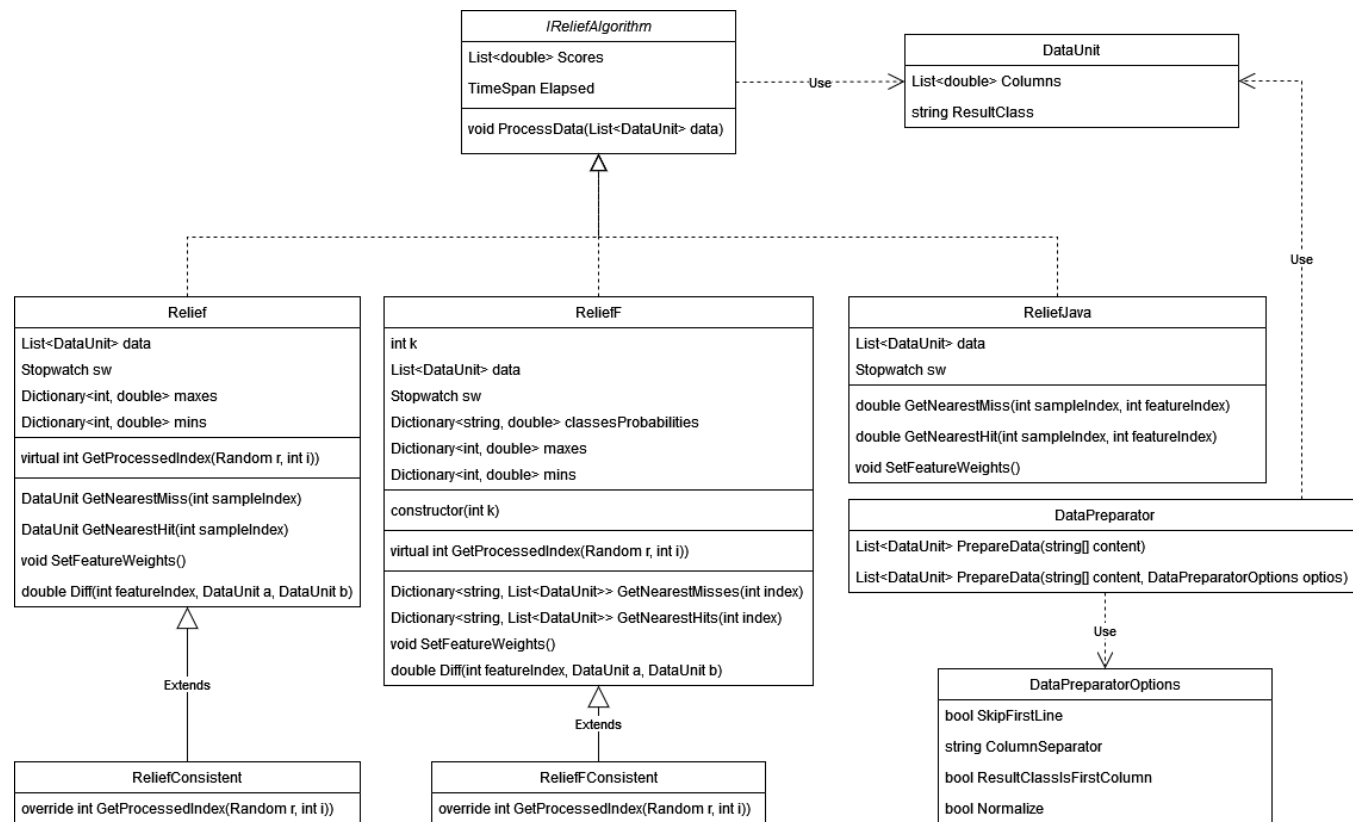 IReliefAlgorithm
List<double> Scores
TimeSpan Elapsed
void ProcessData(List<DataUnit> data)
Use
DataUnit
List<double> Columns
string ResultClass
Use
Relief
List<DataUnit> data
Stopwatch sw
Dictionary<int, double> maxes
Dictionary<int, double> mins
virtual int GetProcessedIndex(Random r, int i))
DataUnit GetNearestMiss(int sampleIndex)
DataUnit GetNearestHit(int sampleIndex)
void SetFeatureWeights()
double Diff(int featureIndex, DataUnit a, DataUnit b)
Extends
ReliefConsistent
override int GetProcessedIndex(Random r, int i))
ReliefF
int k
List<DataUnit> data
Stopwatch sw
Dictionary<string, double> classesProbabilities
Dictionary<int, double> maxes
Dictionary<int, double> mins
constructor(int k)
virtual int GetProcessedIndex(Random r, int i))
Dictionary<string, List<DataUnit>> GetNearestMisses(int index)
Dictionary<string, List<DataUnit>> GetNearestHits(int index)
void SetFeatureWeights()
double Diff(int featureIndex, DataUnit a, DataUnit b)
Extends
ReliefFConsistent
override int GetProcessedIndex(Random r, int i))
ReliefJava
List<DataUnit> data
Stopwatch sw
double GetNearestMiss(int sampleIndex, int featureIndex)
double GetNearestHit(int sampleIndex, int featureIndex)
void SetFeatureWeights()
DataPreparator
List<DataUnit> PrepareData(string[] content)
List<DataUnit> PrepareData(string[] content, DataPreparatorOptions optios)
Use
DataPreparatorOptions
bool SkipFirstLine
string ColumnSeparator
bool ResultClassIsFirstColumn
bool Normalize